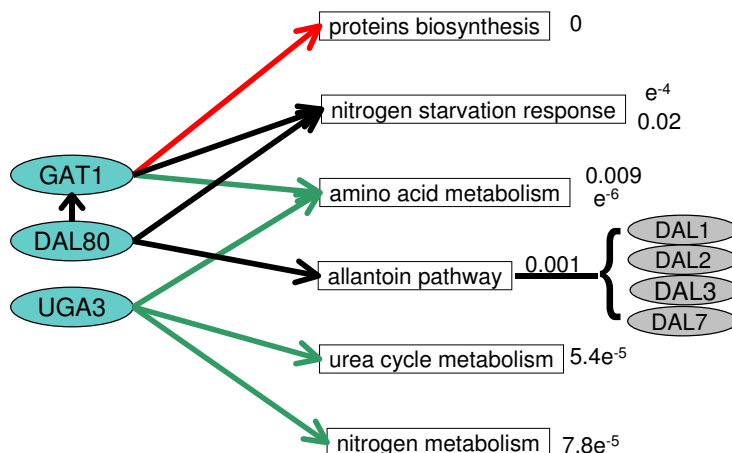 proteins biosynthesis 0
nitrogen starvation response e-4
0.02
GAT1
amino acid metabolism 0.009
e-6
DAL80
allantoin pathway 0.001
DAL1
DAL2
DAL3
DAL7
UGA3
urea cycle metabolism 5.4e-5
nitrogen metabolism 7.8e-5